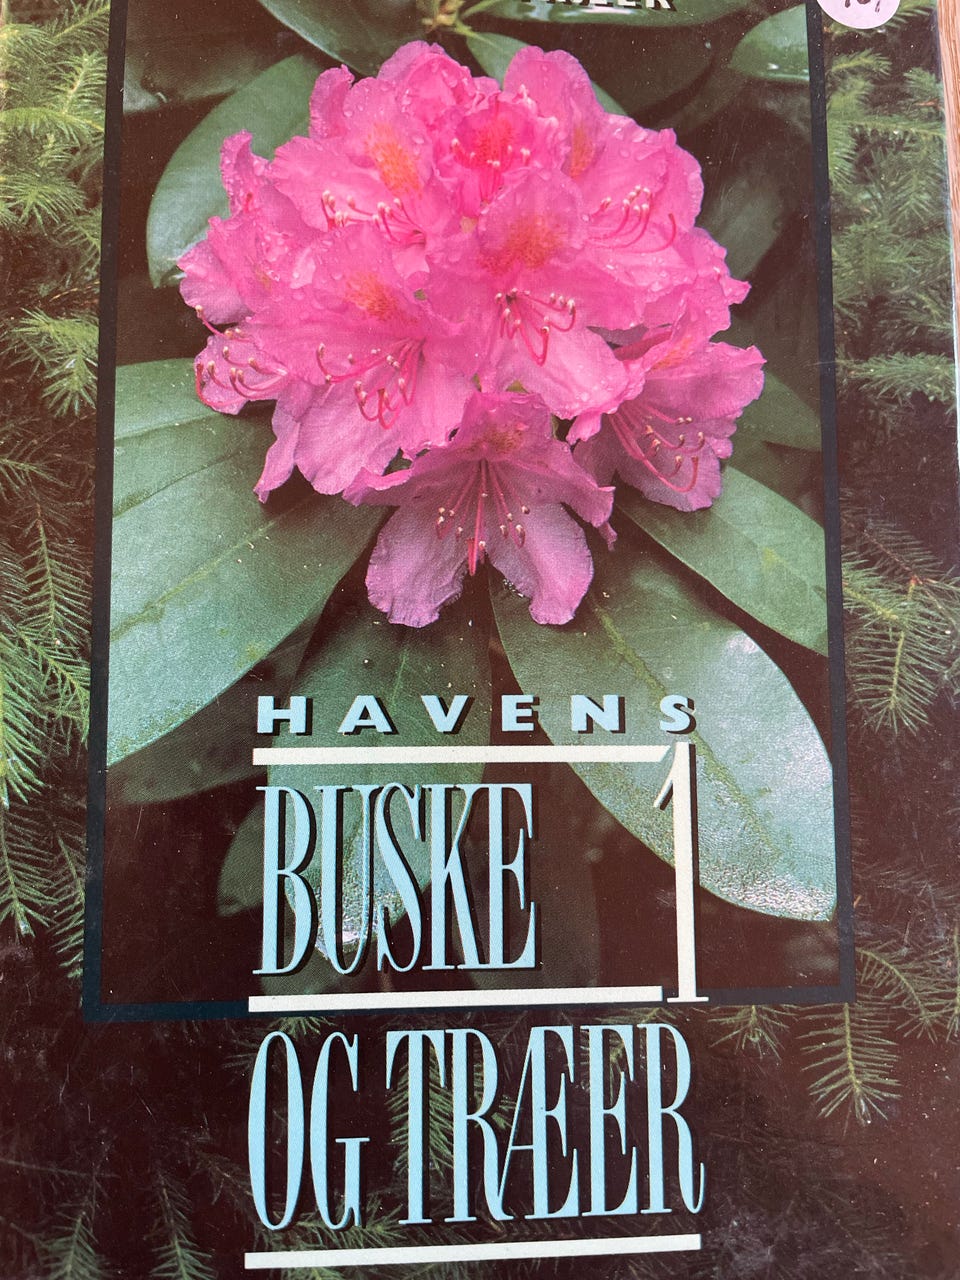 HAVENS
BUSKE 1
OG TRÆER